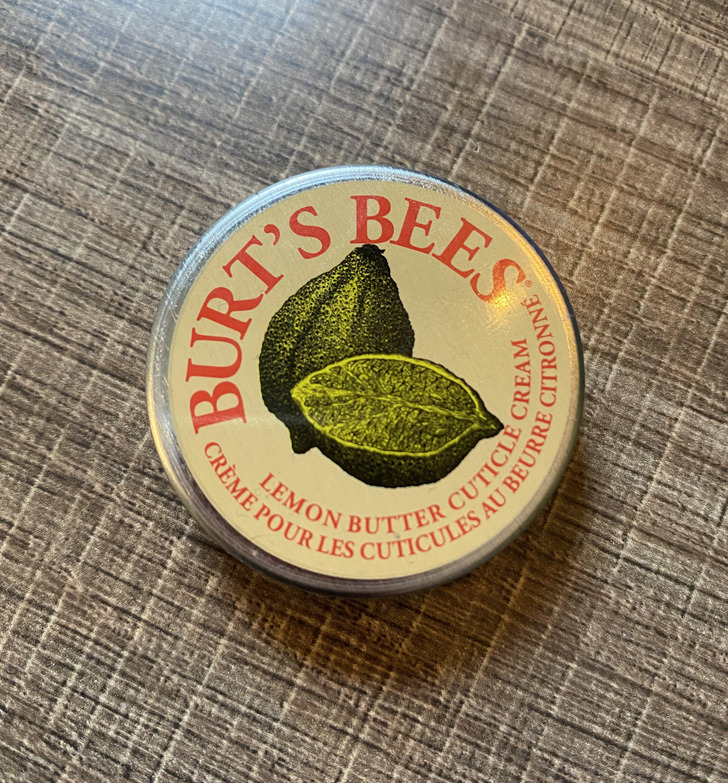 BURT'S BEES®
LEMON BUTTER CUTICLE CREAM
CRÈME POUR LES CUTICULES AU BEURRE CITRONNÉ